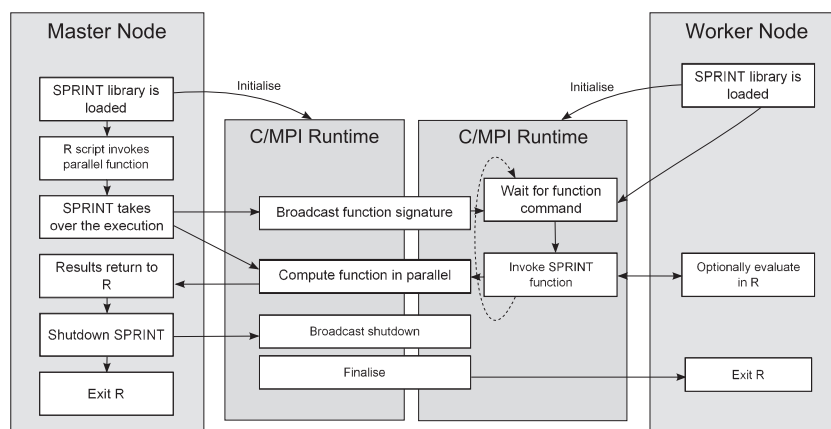 Master Node
SPRINT library is
loaded
R script invokes
parallel function
SPRINT takes
over the execution
Results return to
R
Shutdown SPRINT
Exit R
Initialise
C/MPI Runtime
Broadcast function signature
Compute function in parallel
Broadcast shutdown
Finalise
C/MPI Runtime
Wait for function
command
Invoke SPRINT
function
Initialise
Worker Node
SPRINT library is
loaded
Optionally evaluate
in R
Exit R